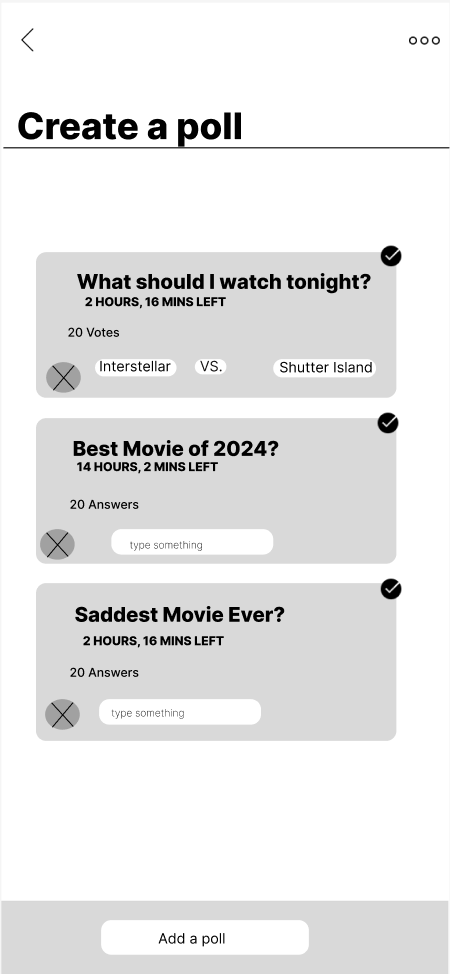 Create a poll
What should I watch tonight?
2 HOURS, 16 MINS LEFT
20 Votes
Interstellar VS. Shutter Island
Best Movie of 2024?
14 HOURS, 2 MINS LEFT
20 Answers
type something
Saddest Movie Ever?
2 HOURS, 16 MINS LEFT
20 Answers
type something
Add a poll